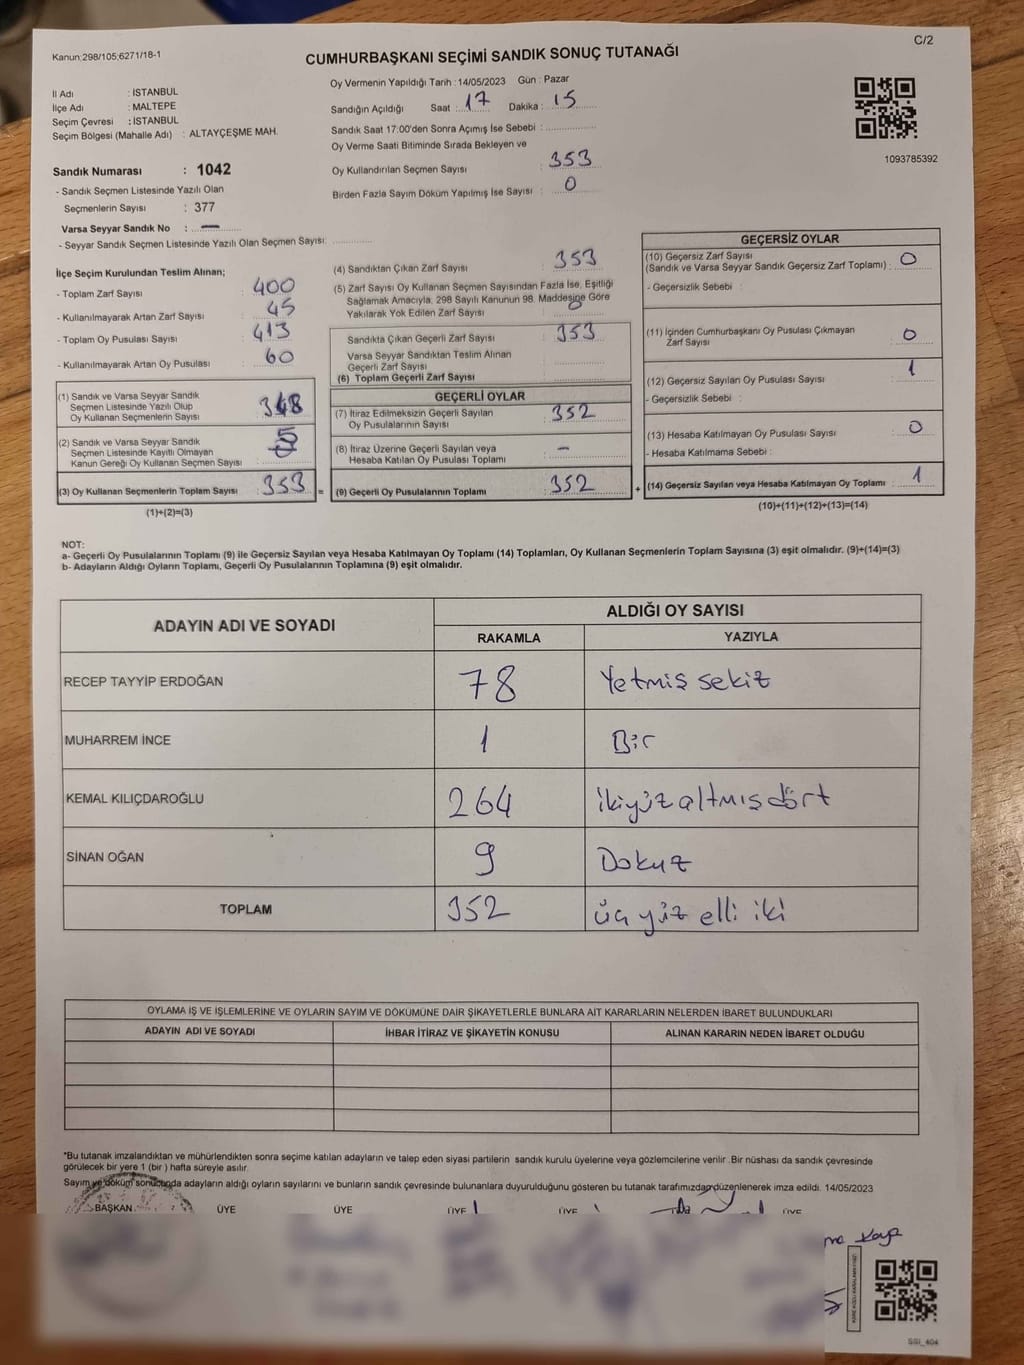 Kanun:298/105;6271/18-1
C/2
CUMHURBAŞKANI SEÇİMİ SANDIK SONUÇ TUTANAĞI
İl Adı : İSTANBUL
İlçe Adı : MALTEPE
Seçim Çevresi : İSTANBUL
Seçim Bölgesi (Mahalle Adı) : ALTAYÇEŞME MAH.
Sandık Numarası : 1042
- Sandık Seçmen Listesinde Yazılı Olan
Seçmenlerin Sayısı : 377
Varsa Seyyar Sandık No : —
- Seyyar Sandık Seçmen Listesinde Yazılı Olan Seçmen Sayısı:
Oy Vermenin Yapıldığı Tarih : 14/05/2023 Gün : Pazar
Sandığın Açıldığı Saat : 17 Dakika : 15
Sandık Saat 17:00'den Sonra Açımış İse Sebebi :
Oy Verme Saati Bitiminde Sırada Bekleyen ve
Oy Kullandırılan Seçmen Sayısı : 353
Birden Fazla Sayım Döküm Yapılmış İse Sayısı : 0
1093785392
İlçe Seçim Kurulundan Teslim Alınan;
- Toplam Zarf Sayısı : 400
- Kullanılmayarak Artan Zarf Sayısı : 45
- Toplam Oy Pusulası Sayısı : 413
- Kullanılmayarak Artan Oy Pusulası : 60
(1) Sandık ve Varsa Seyyar Sandık
Seçmen Listesinde Yazılı Olup
Oy Kullanan Seçmenlerin Sayısı : 348
(2) Sandık ve Varsa Seyyar Sandık
Seçmen Listesinde Kayıtlı Olmayan
Kanun Gereği Oy Kullanan Seçmen Sayısı : 5
(3) Oy Kullanan Seçmenlerin Toplam Sayısı : 353 =
(1)+(2)=(3)
(4) Sandıktan Çıkan Zarf Sayısı : 353
(5) Zarf Sayısı Oy Kullanan Seçmen Sayısından Fazla İse, Eşitliği
Sağlamak Amacıyla, 298 Sayılı Kanunun 98. Maddesine Göre
Yakılarak Yok Edilen Zarf Sayısı : 0
Sandıkta Çıkan Geçerli Zarf Sayısı : 353
Varsa Seyyar Sandıktan Teslim Alınan
Geçerli Zarf Sayısı
(6) Toplam Geçerli Zarf Sayısı
GEÇERLİ OYLAR
(7) İtiraz Edilmeksizin Geçerli Sayılan
Oy Pusulalarının Sayısı : 352
(8) İtiraz Üzerine Geçerli Sayılan veya
Hesaba Katılan Oy Pusulası Toplamı : —
(9) Geçerli Oy Pusulalarının Toplamı : 352 +
GEÇERSİZ OYLAR
(10) Geçersiz Zarf Sayısı
(Sandık ve Varsa Seyyar Sandık Geçersiz Zarf Toplamı) : 0
- Geçersizlik Sebebi :
(11) İçinden Cumhurbaşkanı Oy Pusulası Çıkmayan
Zarf Sayısı : 0
(12) Geçersiz Sayılan Oy Pusulası Sayısı : 1
- Geçersizlik Sebebi :
(13) Hesaba Katılmayan Oy Pusulası Sayısı : 0
- Hesaba Katılmama Sebebi :
(14) Geçersiz Sayılan veya Hesaba Katılmayan Oy Toplamı : 1
(10)+(11)+(12)+(13)=(14)
NOT:
a- Geçerli Oy Pusulalarının Toplamı (9) ile Geçersiz Sayılan veya Hesaba Katılmayan Oy Toplamı (14) Toplamları, Oy Kullanan Seçmenlerin Toplam Sayısına (3) eşit olmalıdır. (9)+(14)=(3)
b- Adayların Aldığı Oyların Toplamı, Geçerli Oy Pusulalarının Toplamına (9) eşit olmalıdır.
ADAYIN ADI VE SOYADI ALDIĞI OY SAYISI
RAKAMLA YAZIYLA
RECEP TAYYİP ERDOĞAN 78 Yetmiş sekiz
MUHARREM İNCE 1 Bir
KEMAL KILIÇDAROĞLU 264 ikiyüzaltmışdört
SİNAN OĞAN 9 Dokuz
TOPLAM 352 üç yüz elli iki
OYLAMA İŞ VE İŞLEMLERİNE VE OYLARIN SAYIM VE DÖKÜMÜNE DAİR ŞİKAYETLERLE BUNLARA AİT KARARLARIN NELERDEN İBARET BULUNDUKLARI
ADAYIN ADI VE SOYADI İHBAR İTİRAZ VE ŞİKAYETİN KONUSU ALINAN KARARIN NEDEN İBARET OLDUĞU
*Bu tutanak imzalandıktan ve mühürlendikten sonra seçime katılan adayların ve talep eden siyasi partilerin sandık kurulu üyelerine veya gözlemcilerine verilir .Bir nüshası da sandık çevresinde
görülecek bir yere 1 (bir ) hafta süreyle asılır.
Sayım ve döküm sonucunda adayların aldığı oyların sayılarını ve bunların sandık çevresinde bulunanlara duyurulduğunu gösteren bu tutanak tarafımızdan düzenlenerek imza edildi. 14/05/2023
BAŞKAN ÜYE ÜYE ÜYE ÜYE ÜYE
Kaya
SSI_404